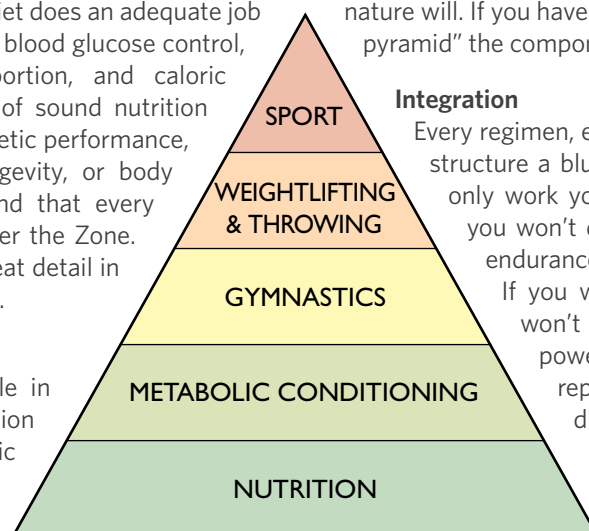 iet does an adequate job
blood glucose control,
portion, and caloric
of sound nutrition
etic performance,
gevity, or body
nd that every
er the Zone.
eat detail in
le in
ion
ic
SPORT
WEIGHTLIFTING
& THROWING
GYMNASTICS
METABOLIC CONDITIONING
NUTRITION
nature will. If you have
pyramid” the compo
Integration
Every regimen, e
structure a blu
only work yo
you won’t
endurance
If you w
won’t
powe
rep
d